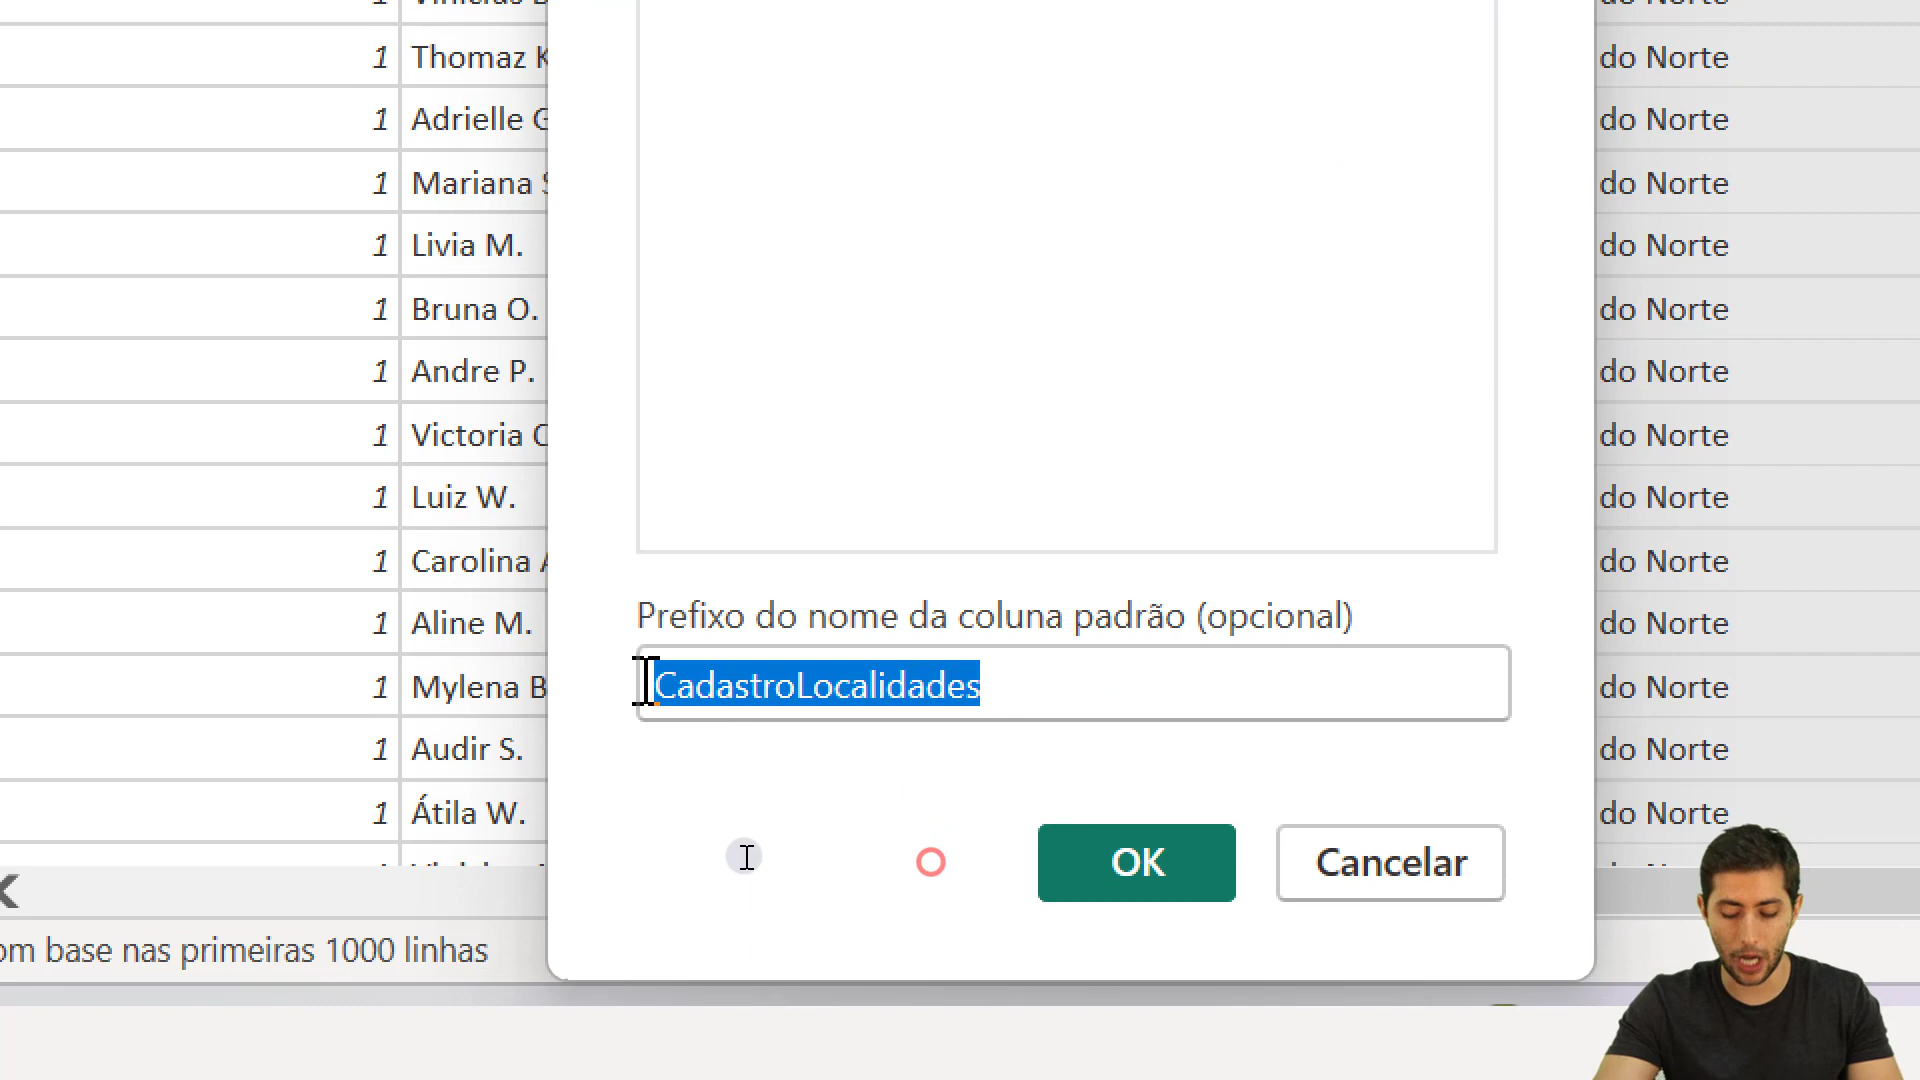 do Norte
1 Thomaz K do Norte
1 Adrielle G do Norte
1 Mariana S do Norte
1 Livia M. do Norte
1 Bruna O. do Norte
1 Andre P. do Norte
1 Victoria do Norte
1 Luiz W. do Norte
1 Carolina A do Norte
1 Aline M. do Norte
Prefixo do nome da coluna padrão (opcional)
1 Mylena B do Norte
CadastroLocalidades
1 Audir S. do Norte
1 Átila W. do Norte
OK Cancelar
om base nas primeiras 1000 linhas